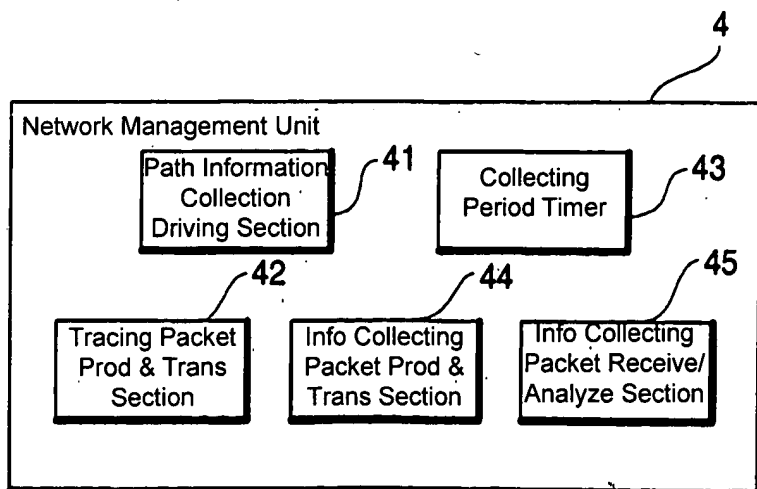 4
Network Management Unit
Path Information
Collection
Driving Section
41
Collecting
Period Timer
43
42
Tracing Packet
Prod & Trans
Section
44
Info Collecting
Packet Prod &
Trans Section
45
Info Collecting
Packet Receive/
Analyze Section